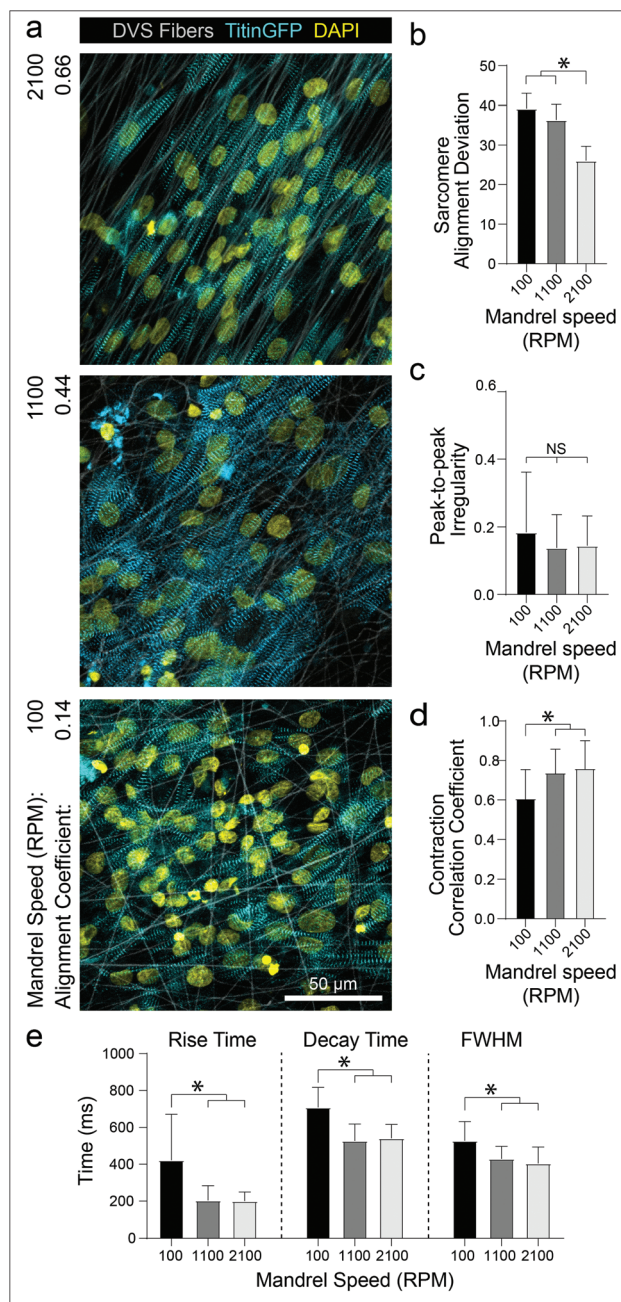 a
DVS Fibers TitinGFP DAPI
2100
0.66
1100
0.44
100
0.14
Mandrel Speed (RPM):
Alignment Coefficient:
50 µm
b
*
50
40
30
20
10
0
Sarcomere
Alignment Deviation
100 1100 2100
Mandrel speed
(RPM)
c
0.6
0.4
0.2
0.0
NS
Peak-to-peak
Irregularity
100 1100 2100
Mandrel speed
(RPM)
d
1.0
0.8
0.6
0.4
0.2
0.0
*
Contraction
Correlation Coefficient
100 1100 2100
Mandrel speed
(RPM)
e
Rise Time Decay Time FWHM
1000
800
600
400
200
0
Time (ms)
* * *
100 1100 2100 100 1100 2100 100 1100 2100
Mandrel Speed (RPM)